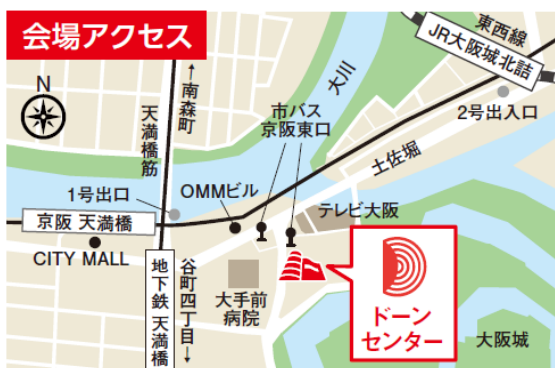 会場アクセス
N
←南森町
天満橋筋
大川
東西線
JR大阪城北詰
2号出入口
市バス
京阪東口
土佐堀
1号出口
OMMビル
テレビ大阪
京阪 天満橋
CITY MALL
地下鉄 天満橋
谷町四丁目→
大手前
病院
ドーン
センター
大阪城